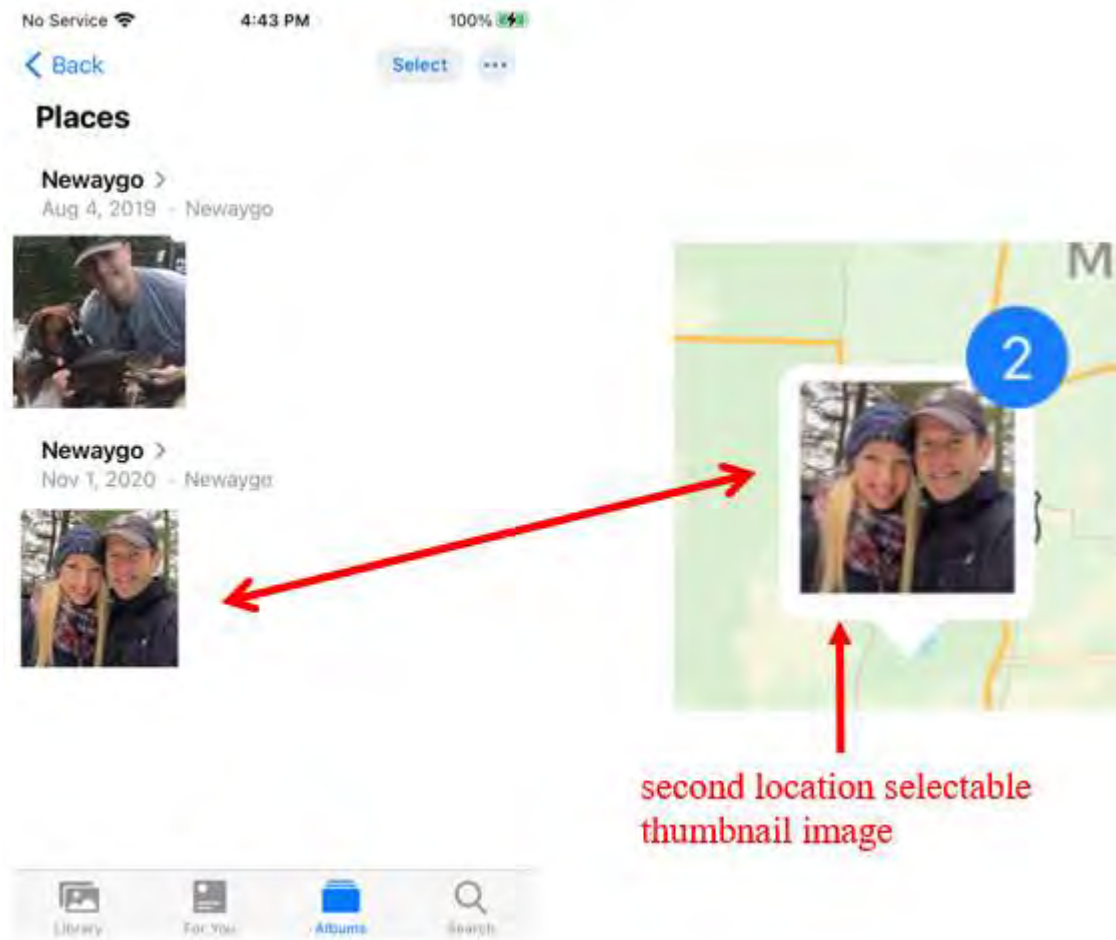 No Service 4:43 PM 100%
Back Select ...
Places
Newaygo >
Aug 4, 2019 - Newaygo
Newaygo >
Nov 1, 2020 - Newaygo
M
2
second location selectable
thumbnail image
Library For You Albums Search